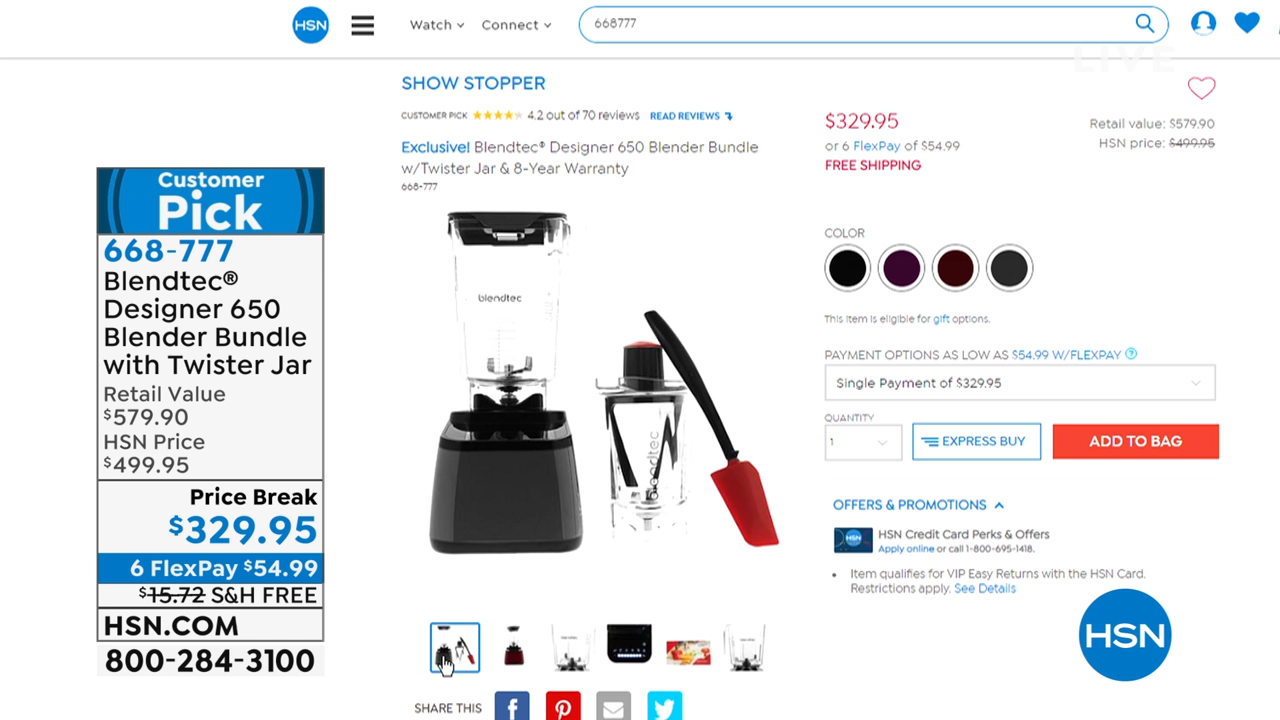 HSN
Watch
Connect
668777
LIVE
SHOW STOPPER
CUSTOMER PICK
4.2 out of 70 reviews
READ REVIEWS
Exclusive! Blendtec® Designer 650 Blender Bundle
w/Twister Jar & 8-Year Warranty
668-777
$329.95
or 6 FlexPay of $54.99
FREE SHIPPING
Retail value: $579.90
HSN price: $499.95
Customer
Pick
668-777
Blendtec®
Designer 650
Blender Bundle
with Twister Jar
Retail Value
$579.90
HSN Price
$499.95
Price Break
$329.95
6 FlexPay $54.99
$15.72 S&H FREE
HSN.COM
800-284-3100
blendtec
blendtec
COLOR
This item is eligible for gift options.
PAYMENT OPTIONS AS LOW AS $54.99 W/FLEXPAY ?
Single Payment of $329.95
QUANTITY
1
EXPRESS BUY
ADD TO BAG
OFFERS & PROMOTIONS
HSN
HSN Credit Card Perks & Offers
Apply online or call 1-800-695-1418.
• Item qualifies for VIP Easy Returns with the HSN Card.
Restrictions apply. See Details
HSN
SHARE THIS